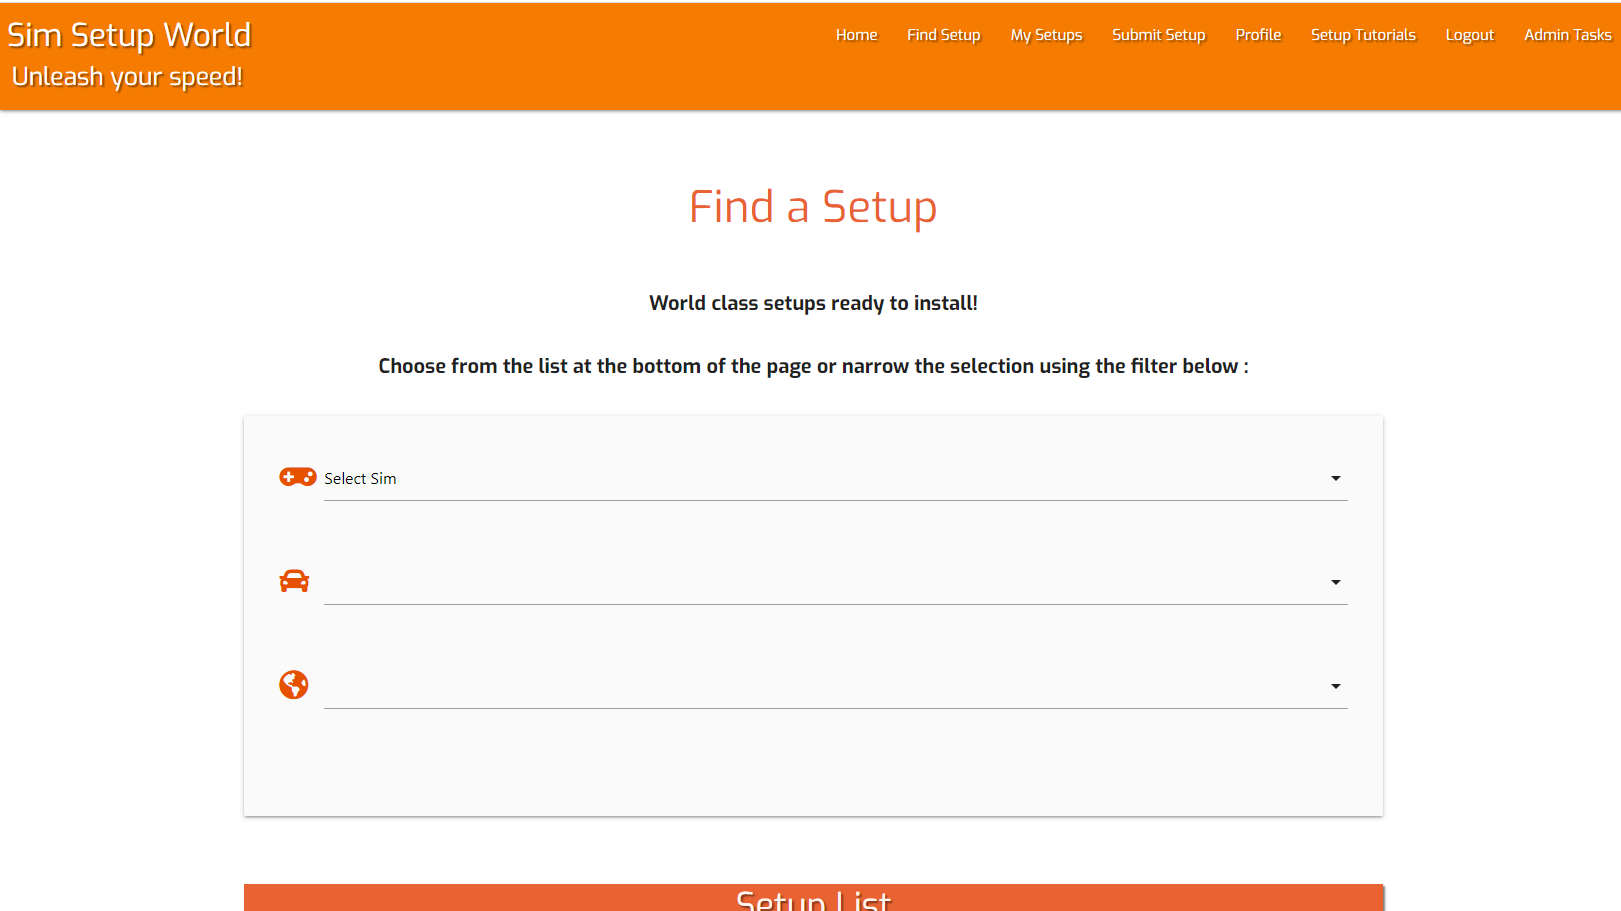 Sim Setup World
Unleash your speed!
Home Find Setup My Setups Submit Setup Profile Setup Tutorials Logout Admin Tasks
Find a Setup
World class setups ready to install!
Choose from the list at the bottom of the page or narrow the selection using the filter below :
Select Sim
Setup List